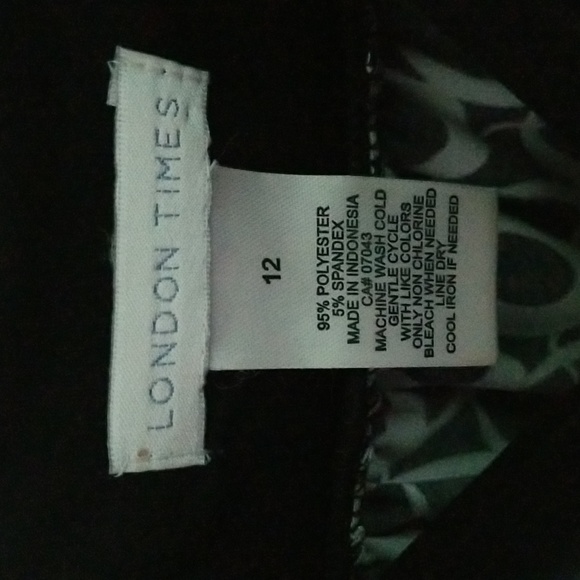 LONDON TIMES
12
95% POLYESTER
5% SPANDEX
MADE IN INDONESIA
CA# 07043
MACHINE WASH COLD
GENTLE CYCLE
WITH LIKE COLORS
ONLY NON CHLORINE
BLEACH WHEN NEEDED
LINE DRY
COOL IRON IF NEEDED